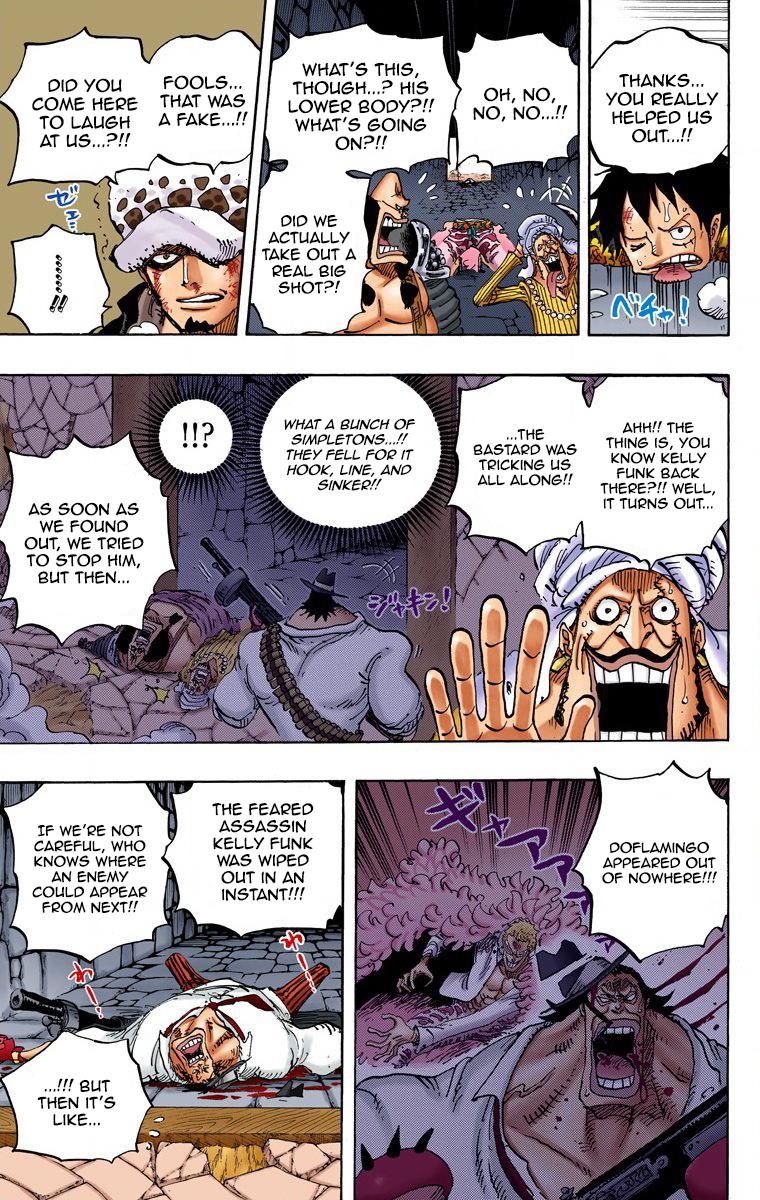 THANKS...
YOU REALLY
HELPED US
OUT...!!
ベチャ!
OH, NO,
NO, NO...!!
WHAT'S THIS,
THOUGH...? HIS
LOWER BODY?!!
WHAT'S GOING
ON?!!
DID WE
ACTUALLY
TAKE OUT A
REAL BIG
SHOT?!
FOOLS...
THAT WAS
A FAKE...!!
DID YOU
COME HERE
TO LAUGH
AT US...?!!
ゼェ...
......!!
AHH!! THE
THING IS, YOU
KNOW KELLY
FUNK BACK
THERE?!! WELL,
IT TURNS OUT...
...THE
BASTARD WAS
TRICKING US
ALL ALONG!!
WHAT A BUNCH OF
SIMPLETONS...!!
THEY FELL FOR IT
HOOK, LINE, AND
SINKER!!
!!?
ジャキン!
AS SOON AS
WE FOUND
OUT, WE TRIED
TO STOP HIM,
BUT THEN...
DOFLAMINGO
APPEARED OUT
OF NOWHERE!!!
ギャアアア
THE FEARED
ASSASSIN
KELLY FUNK
WAS WIPED
OUT IN AN
INSTANT!!!
わー...
IF WE'RE NOT
CAREFUL, WHO
KNOWS WHERE
AN ENEMY
COULD APPEAR
FROM NEXT!!
わー...
...!!! BUT
THEN IT'S
LIKE...